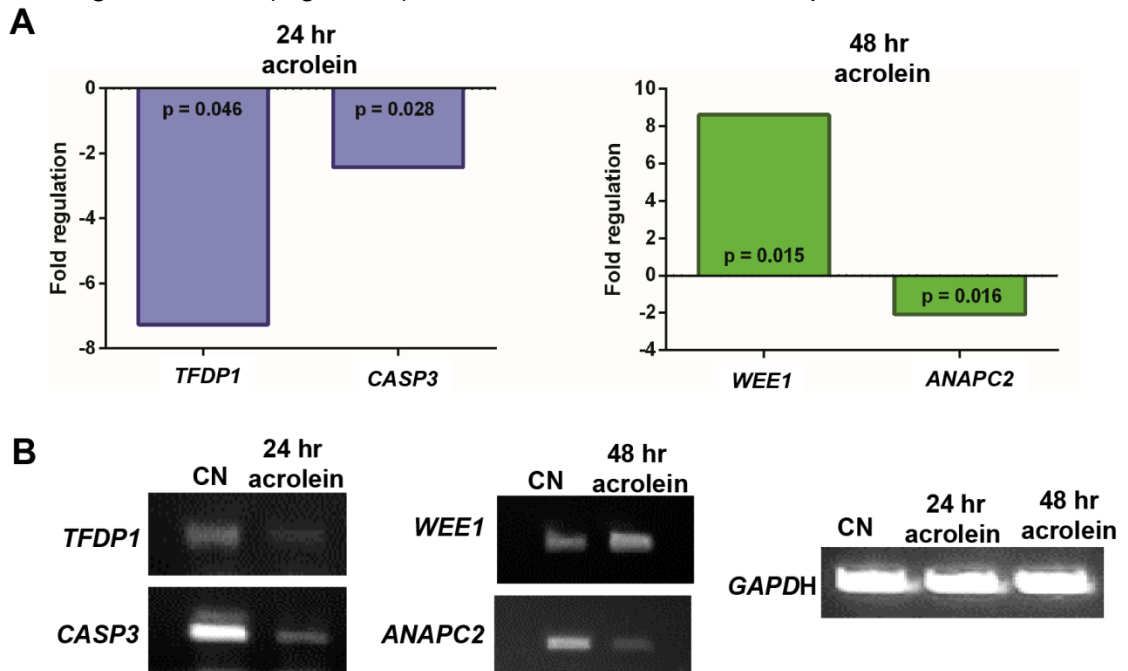 A
24 hr
acrolein
48 hr
acrolein
Fold regulation
0
-2
-4
-6
-8
p = 0.046
p = 0.028
TFDP1
CASP3
Fold regulation
10
8
6
4
2
0
-2
-4
p = 0.015
p = 0.016
WEE1
ANAPC2
B
CN
24 hr
acrolein
TFDP1
CASP3
CN
48 hr
acrolein
WEE1
ANAPC2
CN
24 hr
acrolein
48 hr
acrolein
GAPDH